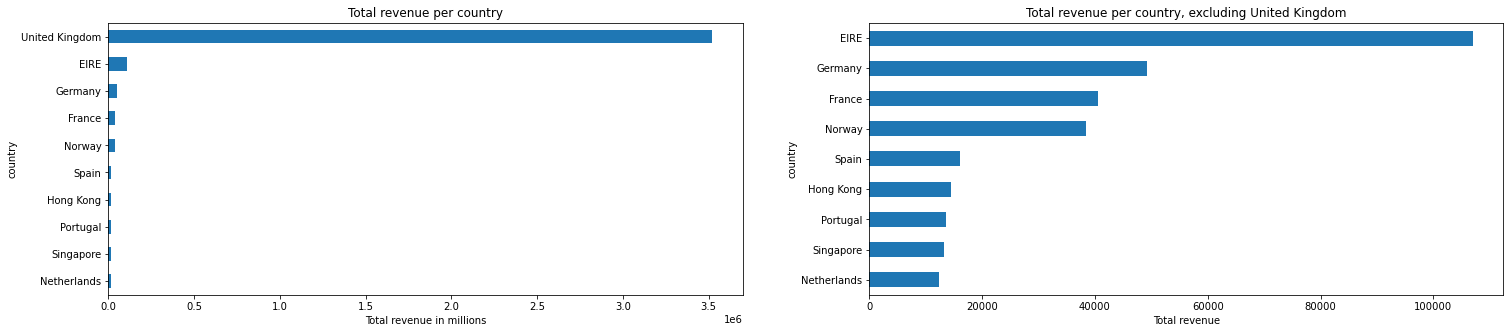 Total revenue per country
country
United Kingdom
EIRE
Germany
France
Norway
Spain
Hong Kong
Portugal
Singapore
Netherlands
0.0 0.5 1.0 1.5 2.0 2.5 3.0 3.5
1e6
Total revenue in millions
Total revenue per country, excluding United Kingdom
country
EIRE
Germany
France
Norway
Spain
Hong Kong
Portugal
Singapore
Netherlands
0 20000 40000 60000 80000 100000
Total revenue